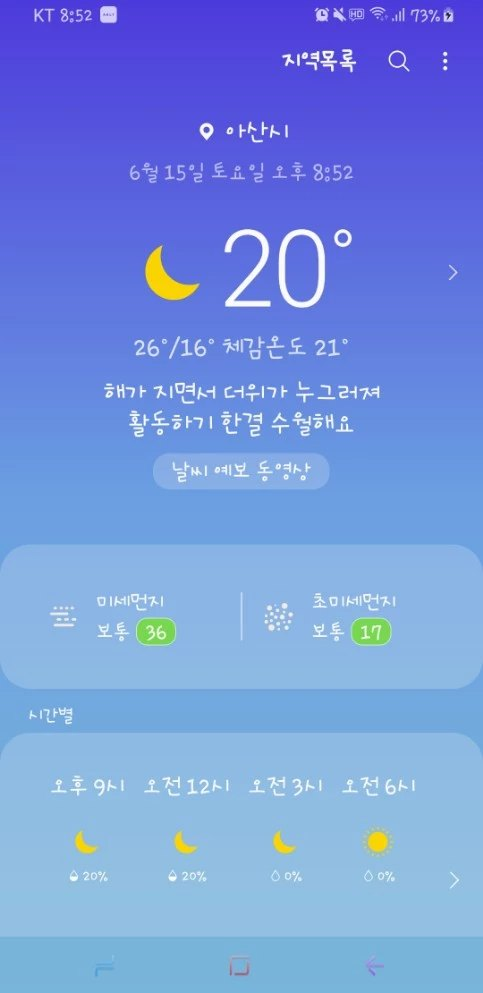 KT 8:52
HD
73%
지역목록
아산시
6월 15일 토요일 오후 8:52
20°
26°/16° 체감온도 21°
해가 지면서 더위가 누그러져
활동하기 한결 수월해요
날씨 예보 동영상
미세먼지 초미세먼지
보통 36 보통 17
시간별
오후 9시 오전 12시 오전 3시 오전 6시
20% 20% 0% 0%